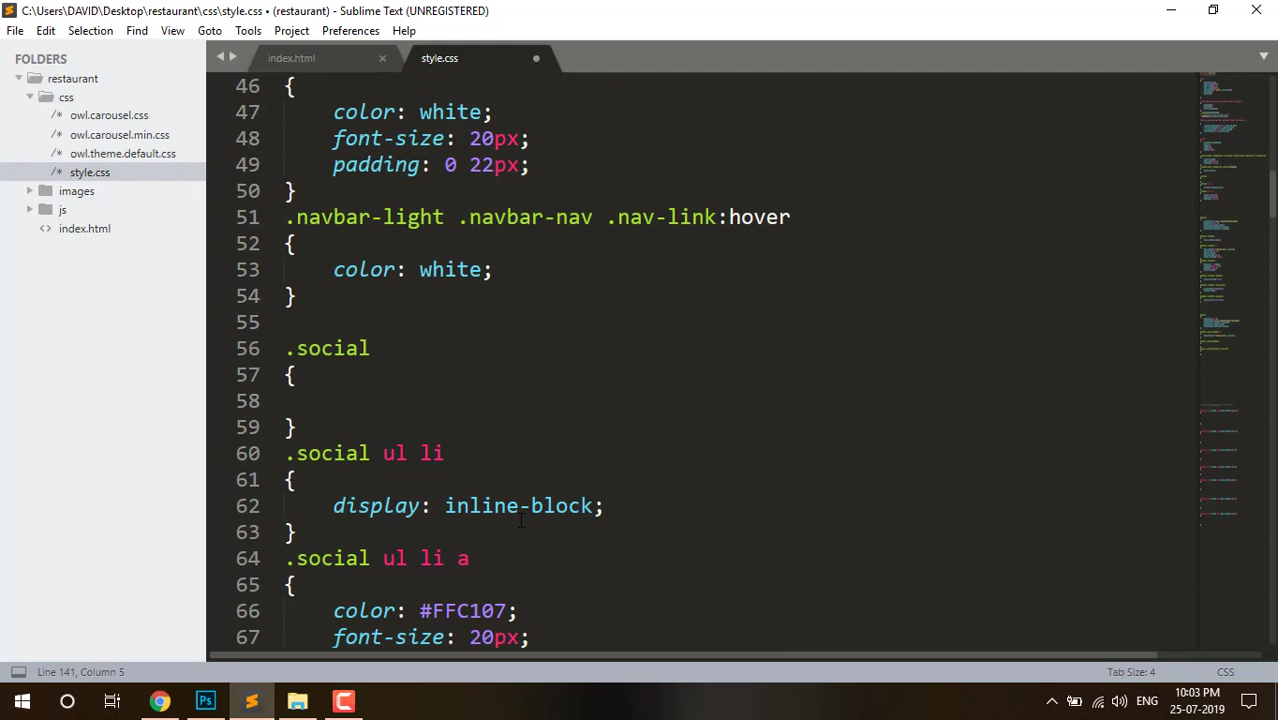 C:\Users\DAVID\Desktop\restaurant\css\style.css • (restaurant) - Sublime Text (UNREGISTERED)
File Edit Selection Find View Goto Tools Project Preferences Help
FOLDERS
restaurant
css
/* owl.carousel.css
/* owl.carousel.min.css
/* owl.theme.default.css
/* style.css
images
js
<> index.html
index.html
style.css
46 {
47 color: white;
48 font-size: 20px;
49 padding: 0 22px;
50 }
51 .navbar-light .navbar-nav .nav-link:hover
52 {
53 color: white;
54 }
55
56 .social
57 {
58
59 }
60 .social ul li
61 {
62 display: inline-block;
63 }
64 .social ul li a
65 {
66 color: #FFC107;
67 font-size: 20px;
Line 141, Column 5
Tab Size: 4
CSS
Ps
ENG
10:03 PM
25-07-2019